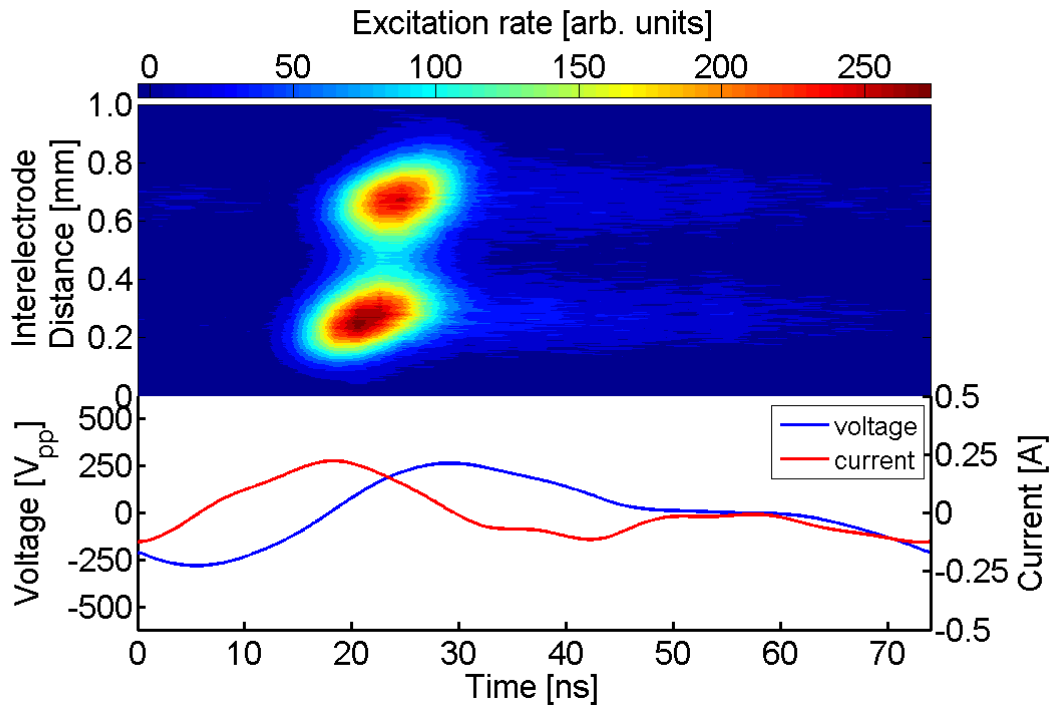 Excitation rate [arb. units]
0 50 100 150 200 250
Interelectrode
Distance [mm]
1.0
0.8
0.6
0.4
0.2
0
Voltage [Vpp]
500
250
0
-250
-500
voltage
current
0.5
0.25
0
-0.25
-0.5
Current [A]
0 10 20 30 40 50 60 70
Time [ns]